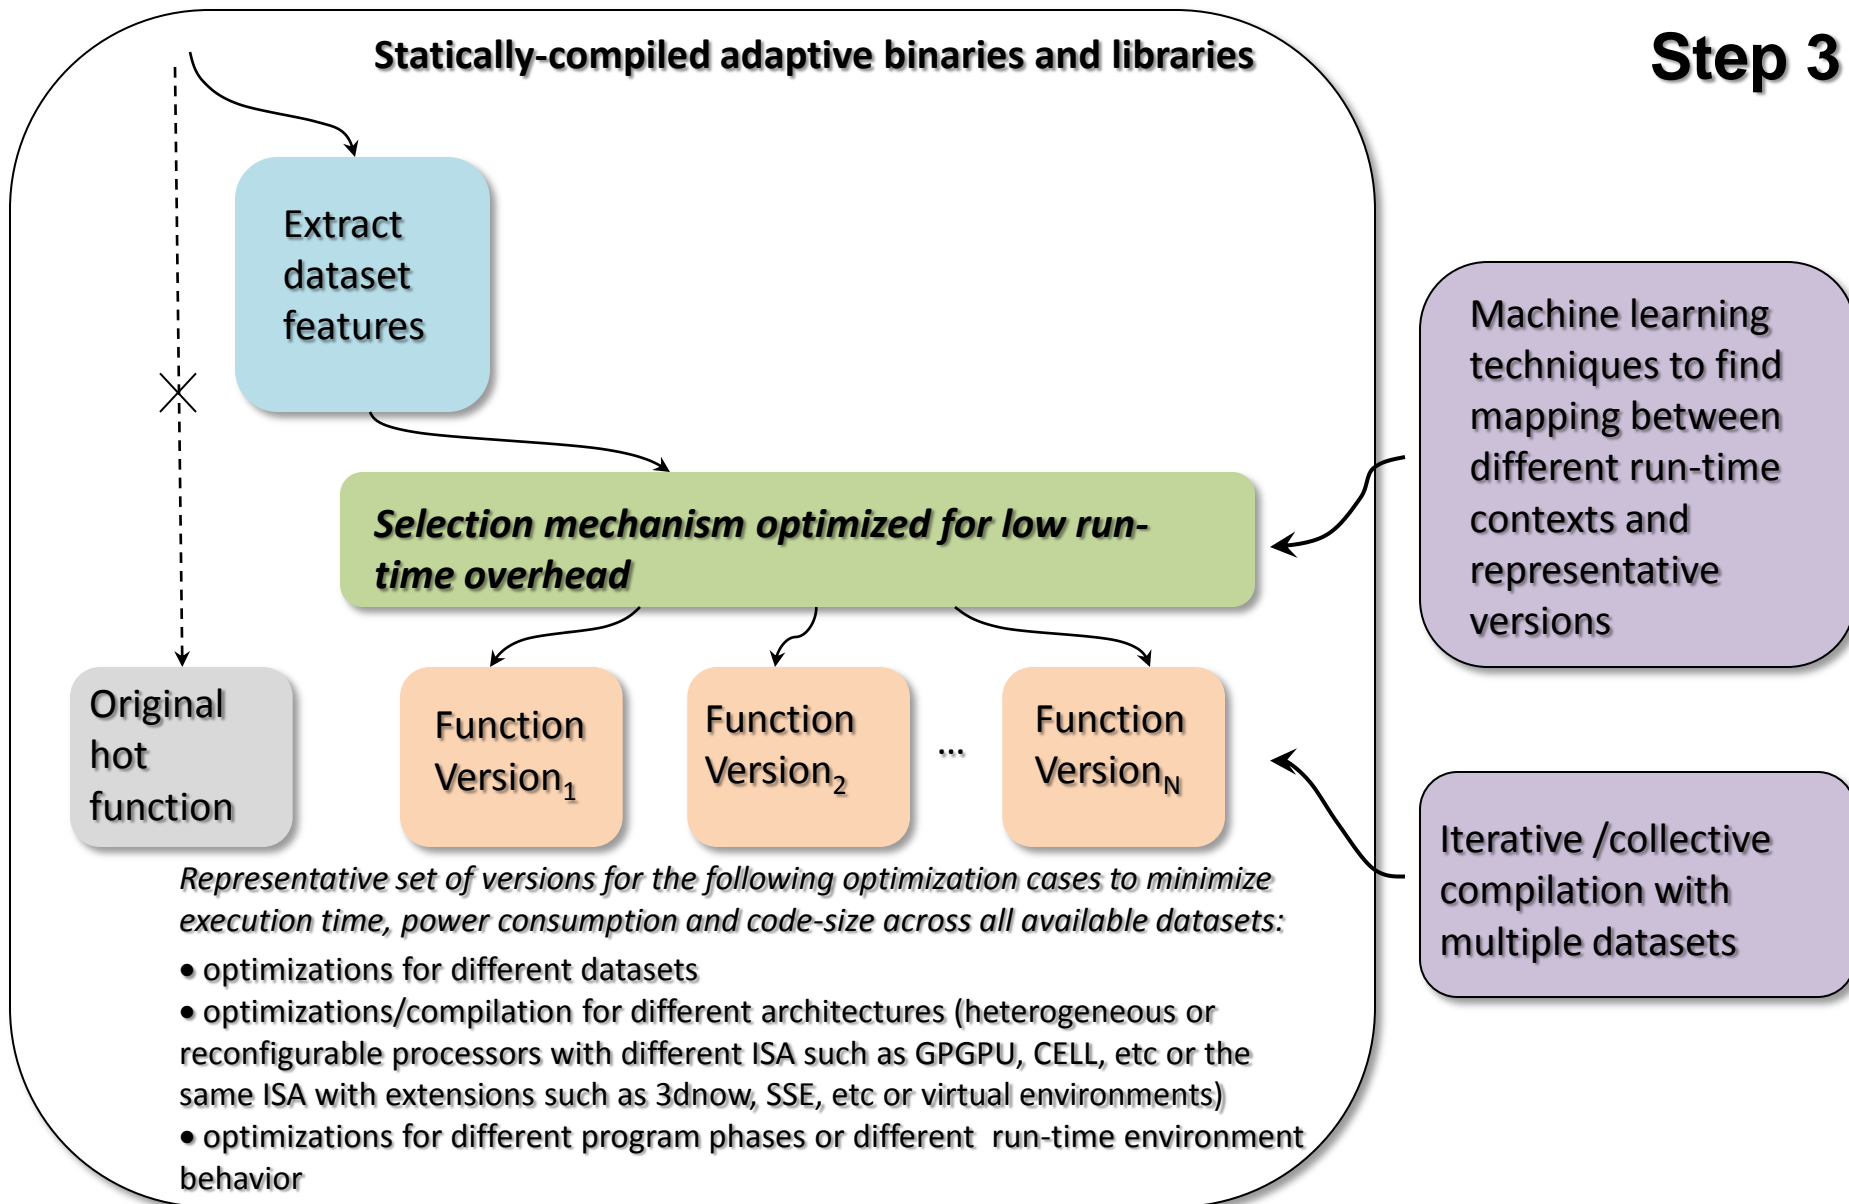 Statically-compiled adaptive binaries and libraries
Step 3
Extract
dataset
features
Machine learning
techniques to find
mapping between
different run-time
contexts and
representative
versions
Selection mechanism optimized for low run-
time overhead
Original
hot
function
Function
Version1
Function
Version2
...
Function
VersionN
Iterative /collective
compilation with
multiple datasets
Representative set of versions for the following optimization cases to minimize
execution time, power consumption and code-size across all available datasets:
• optimizations for different datasets
• optimizations/compilation for different architectures (heterogeneous or
reconfigurable processors with different ISA such as GPGPU, CELL, etc or the
same ISA with extensions such as 3dnow, SSE, etc or virtual environments)
• optimizations for different program phases or different  run-time environment
behavior